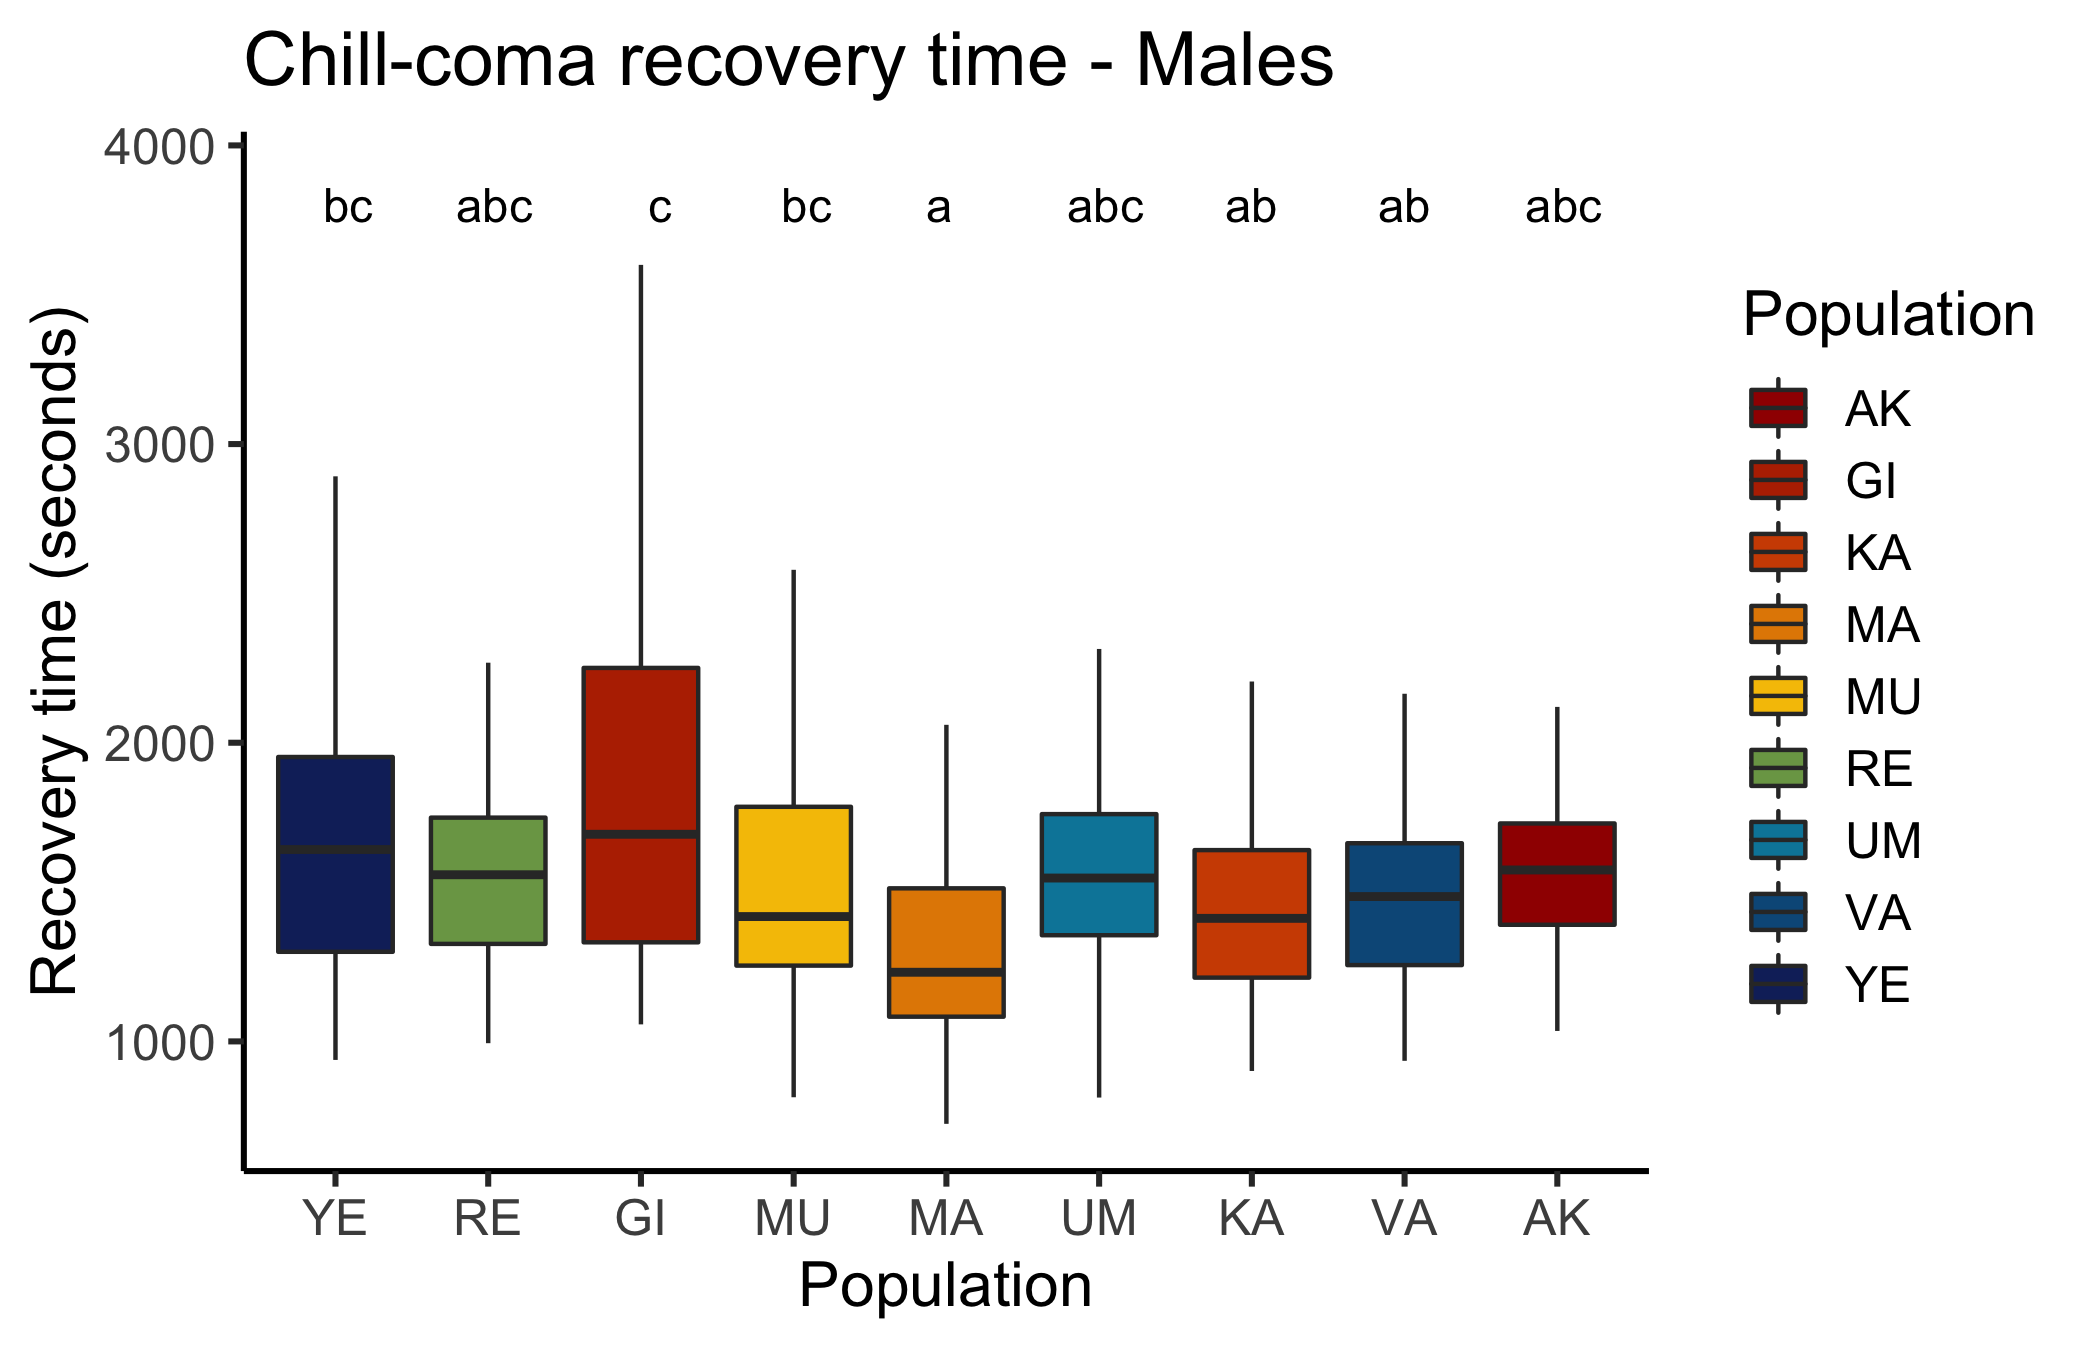 Chill-coma recovery time - Males
4000
bc abc c bc a abc ab ab abc
3000
2000
1000
Recovery time (seconds)
YE RE GI MU MA UM KA VA AK
Population
Population
AK
GI
KA
MA
MU
RE
UM
VA
YE